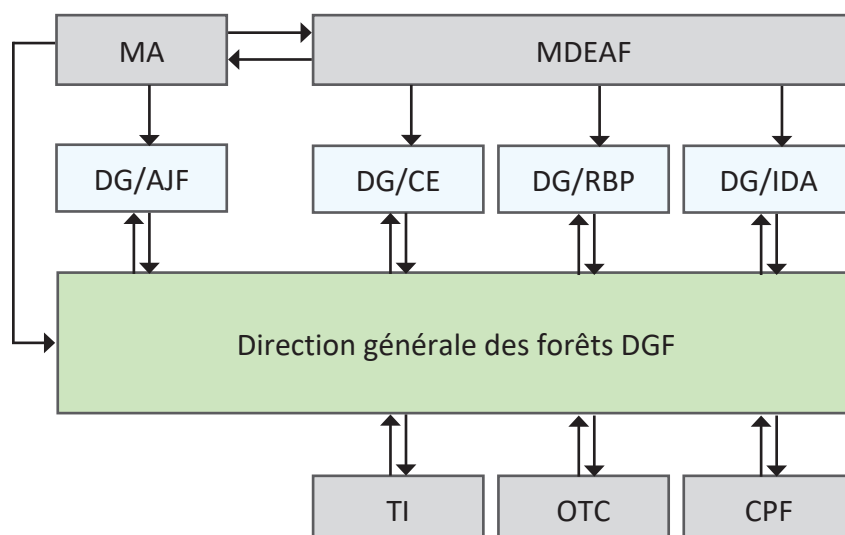 MA
MDEAF
DG/AJF
DG/CE
DG/RBP
DG/IDA
Direction générale des forêts DGF
TI
OTC
CPF